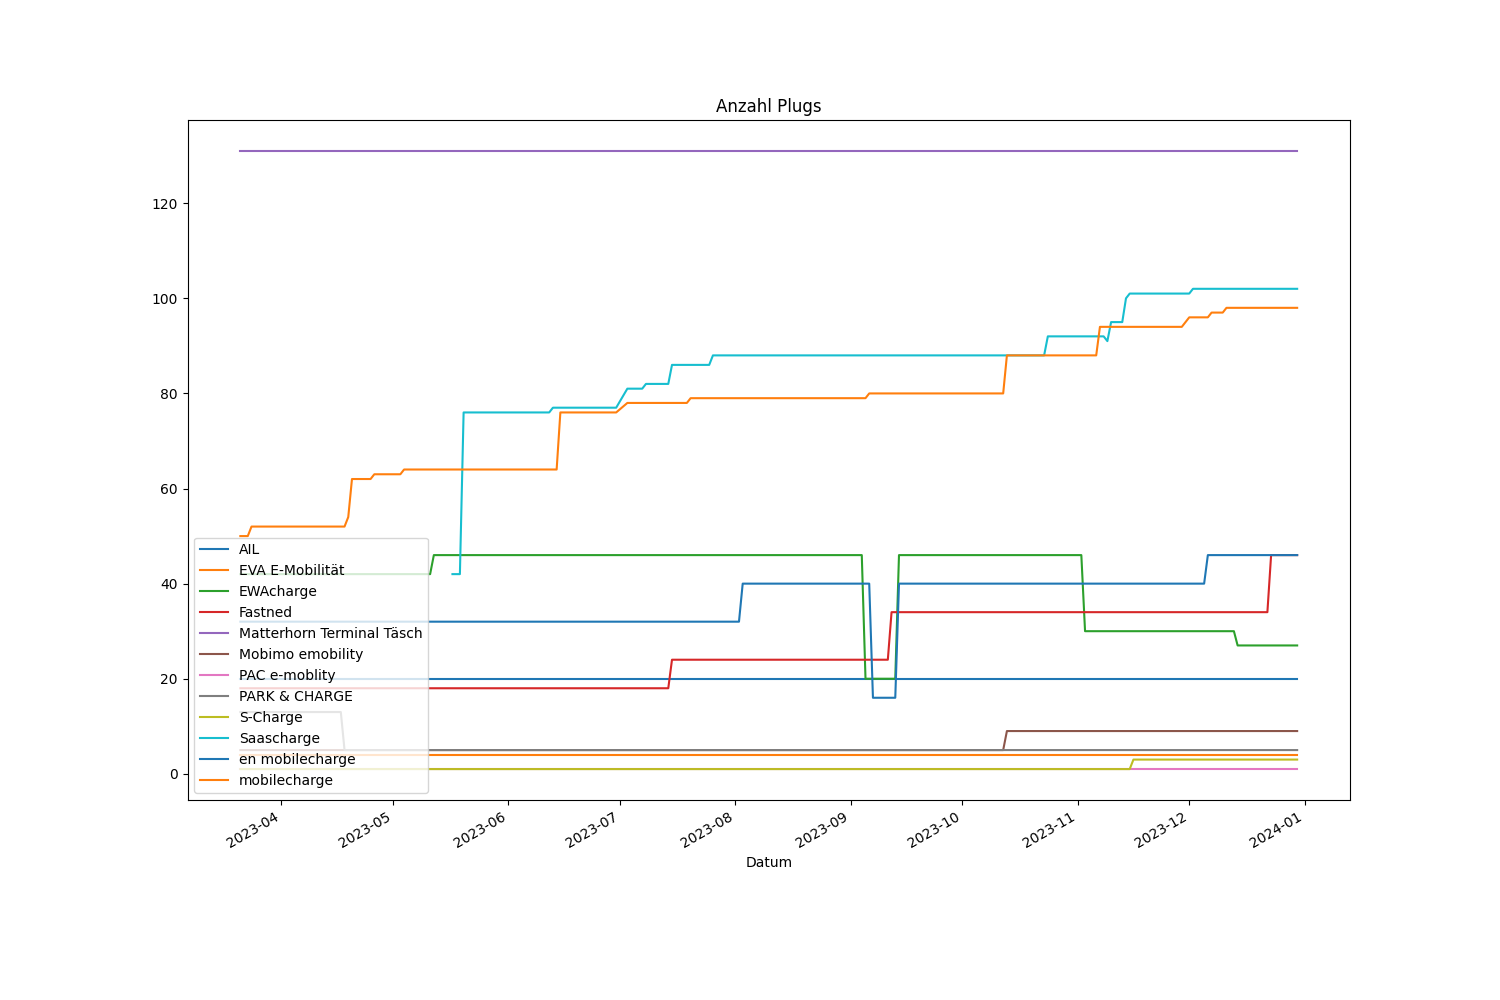 Anzahl Plugs
120
100
80
60
40
20
0
AIL
EVA E-Mobilität
EWAcharge
Fastned
Matterhorn Terminal Täsch
Mobimo emobility
PAC e-moblity
PARK & CHARGE
S-Charge
Saascharge
en mobilecharge
mobilecharge
2023-04
2023-05
2023-06
2023-07
2023-08
2023-09
2023-10
2023-11
2023-12
2024-01
Datum